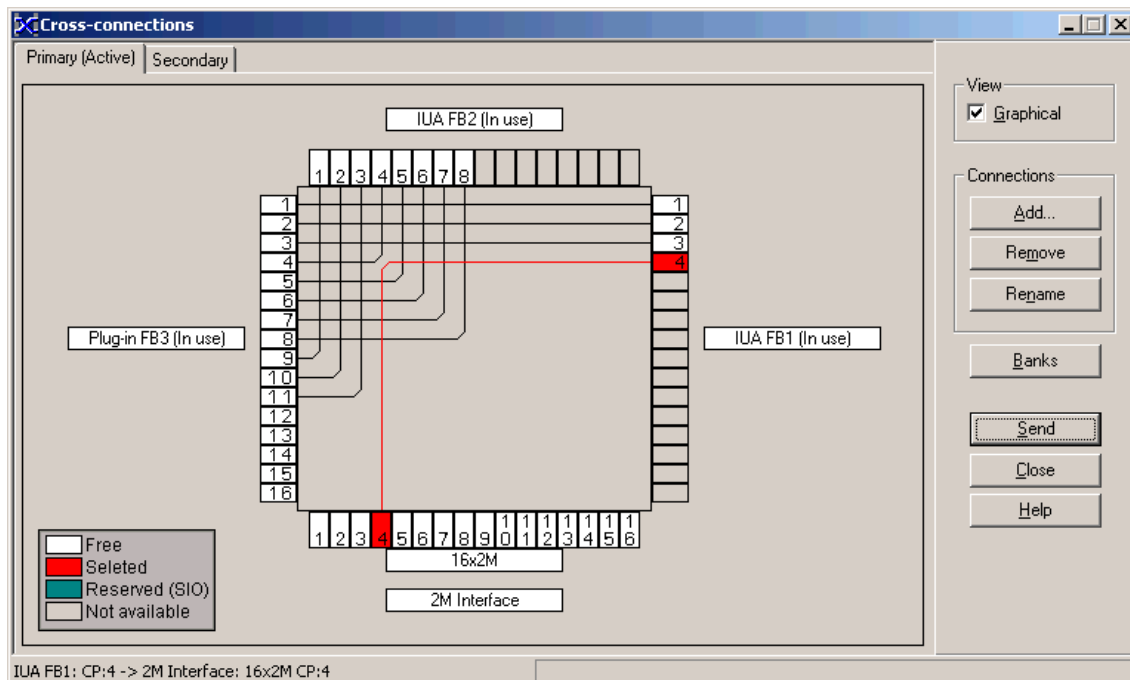 Cross-connections
Primary (Active) Secondary
View
Graphical
IUA FB2 (In use)
1 2 3 4 5 6 7 8
1
2
3
4
5
6
7
8
9
10
11
12
13
14
15
16
1
2
3
4
Plug-in FB3 (In use)
IUA FB1 (In use)
Connections
Add...
Remove
Rename
Banks
Send
Close
Help
1 2 3 4 5 6 7 8 9 10 11 12 13 14 15 16
16x2M
2M Interface
Free
Seleted
Reserved (SIO)
Not available
IUA FB1: CP:4 -> 2M Interface: 16x2M CP:4